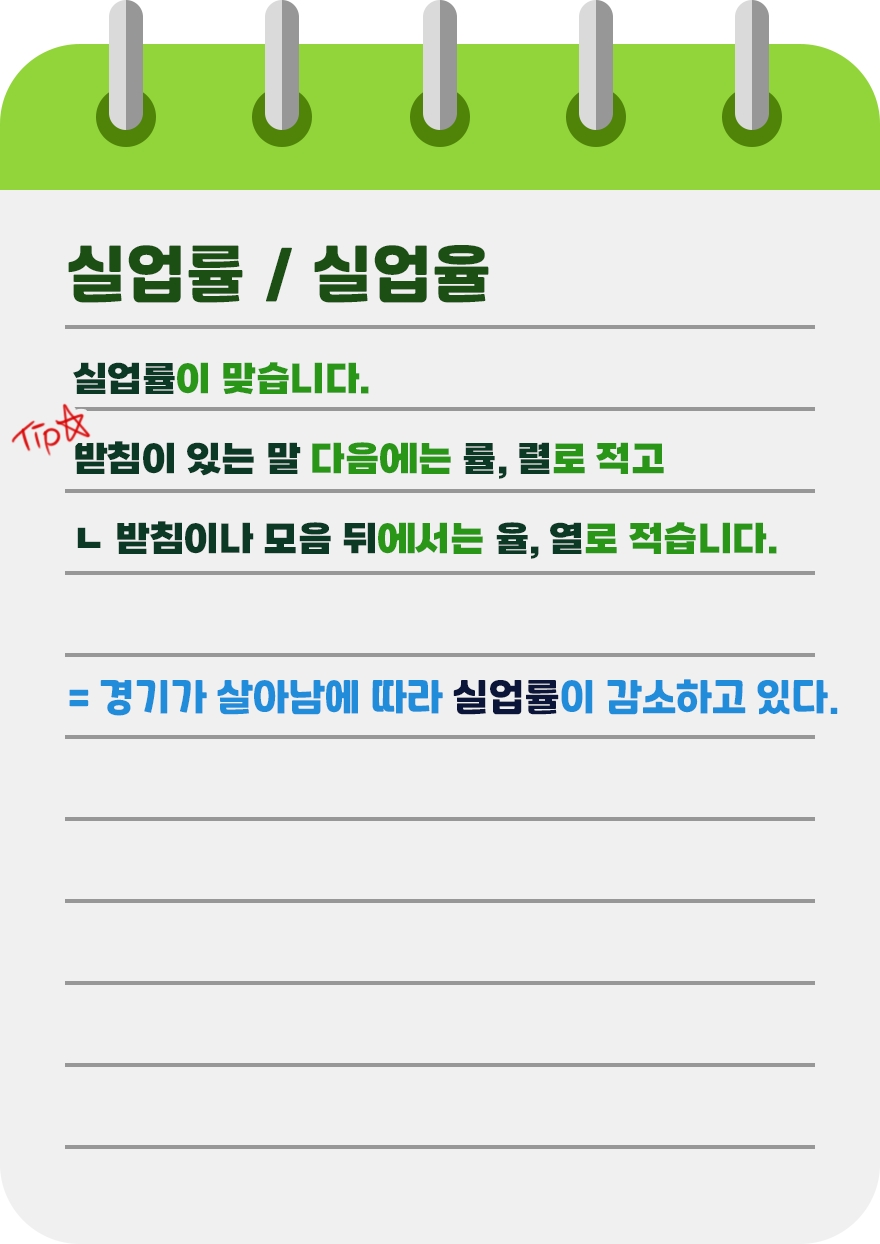 실업률 / 실업율
실업률이 맞습니다.
Tip☆
받침이 있는 말 다음에는 률, 렬로 적고
ㄴ 받침이나 모음 뒤에서는 율, 열로 적습니다.
= 경기가 살아남에 따라 실업률이 감소하고 있다.